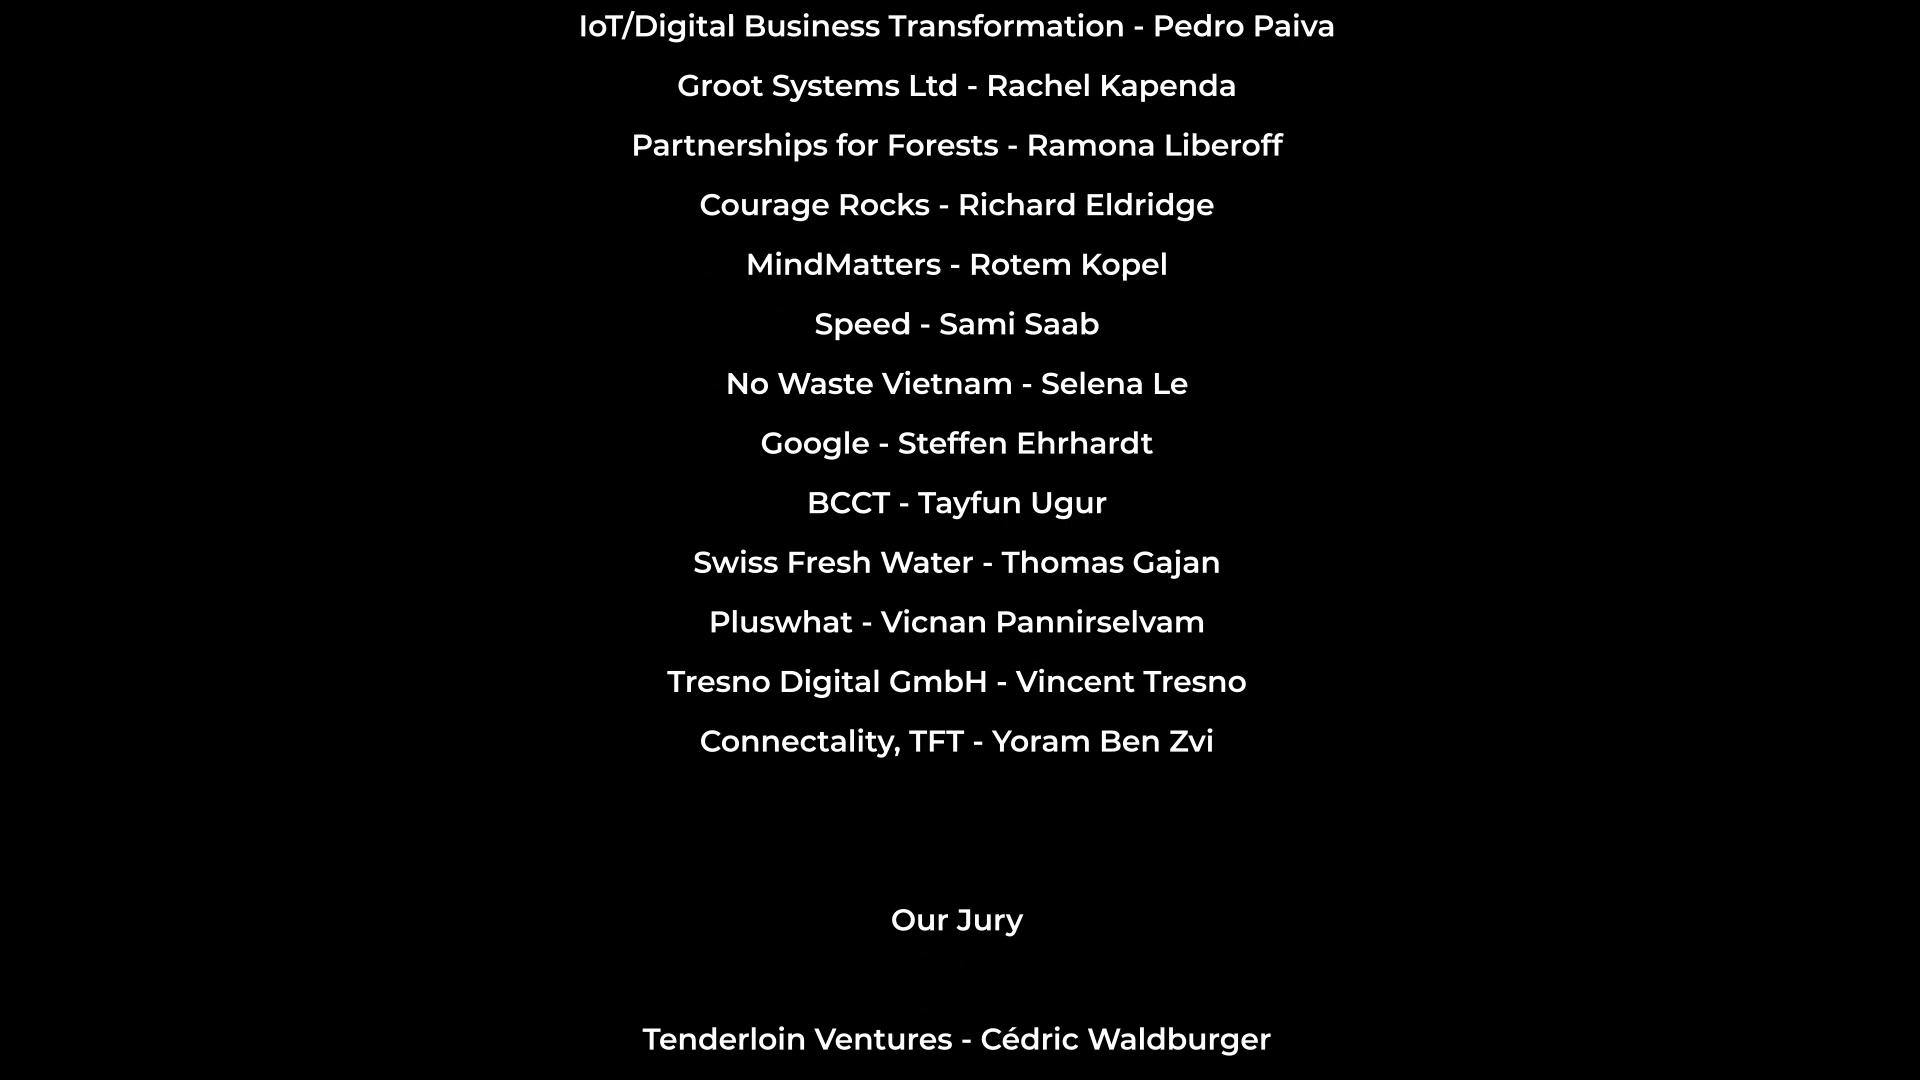 IoT/Digital Business Transformation - Pedro Paiva
Groot Systems Ltd - Rachel Kapenda
Partnerships for Forests - Ramona Liberoff
Courage Rocks - Richard Eldridge
MindMatters - Rotem Kopel
Speed - Sami Saab
No Waste Vietnam - Selena Le
Google - Steffen Ehrhardt
BCCT - Tayfun Ugur
Swiss Fresh Water - Thomas Gajan
Pluswhat - Vicnan Pannirselvam
Tresno Digital GmbH - Vincent Tresno
Connectality, TFT - Yoram Ben Zvi
Our Jury
Tenderloin Ventures - Cédric Waldburger